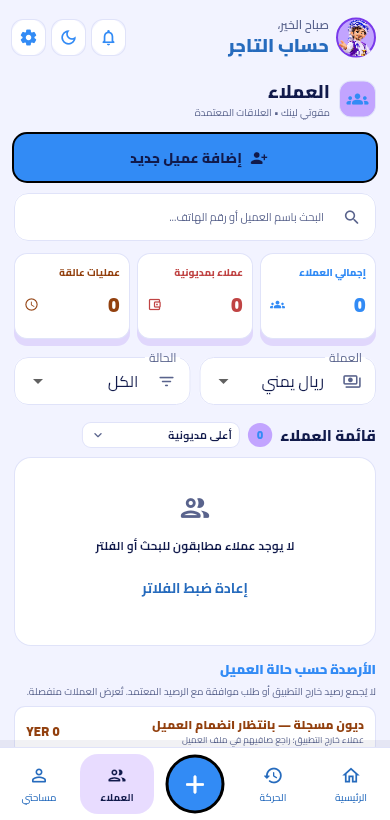 صباح الخير،
حساب التاجر
العملاء
مقوتي لينك • العلاقات المعتمدة
إضافة عميل جديد
البحث باسم العميل أو رقم الهاتف...
إجمالي العملاء
0
عملاء بمديونية
0
عمليات عالقة
0
العملة
ريال يمني
الحالة
الكل
قائمة العملاء
0
أعلى مديونية
لا يوجد عملاء مطابقون للبحث أو الفلتر
إعادة ضبط الفلاتر
الأرصدة حسب حالة العميل
لا يُجمع رصيد خارج التطبيق أو طلب موافقة مع الرصيد المعتمد. تُعرض العملات منفصلة.
ديون مسجلة — بانتظار انضمام العميل
YER 0
عملاء خارج التطبيق؛ راجع صافيهم في ملف العميل
الرئيسية
الحركة
العملاء
مساحتي